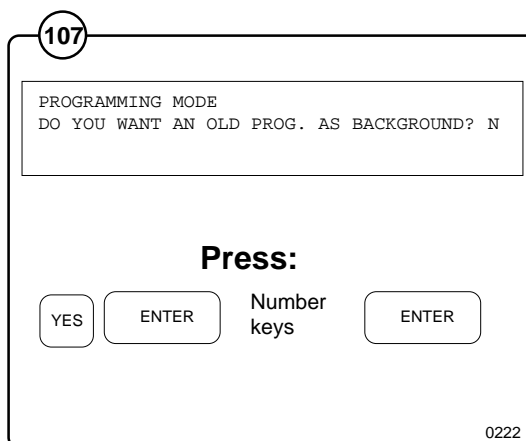 107
PROGRAMMING MODE
DO YOU WANT AN OLD PROG. AS BACKGROUND? N
Press:
YES ENTER Number keys ENTER
0222